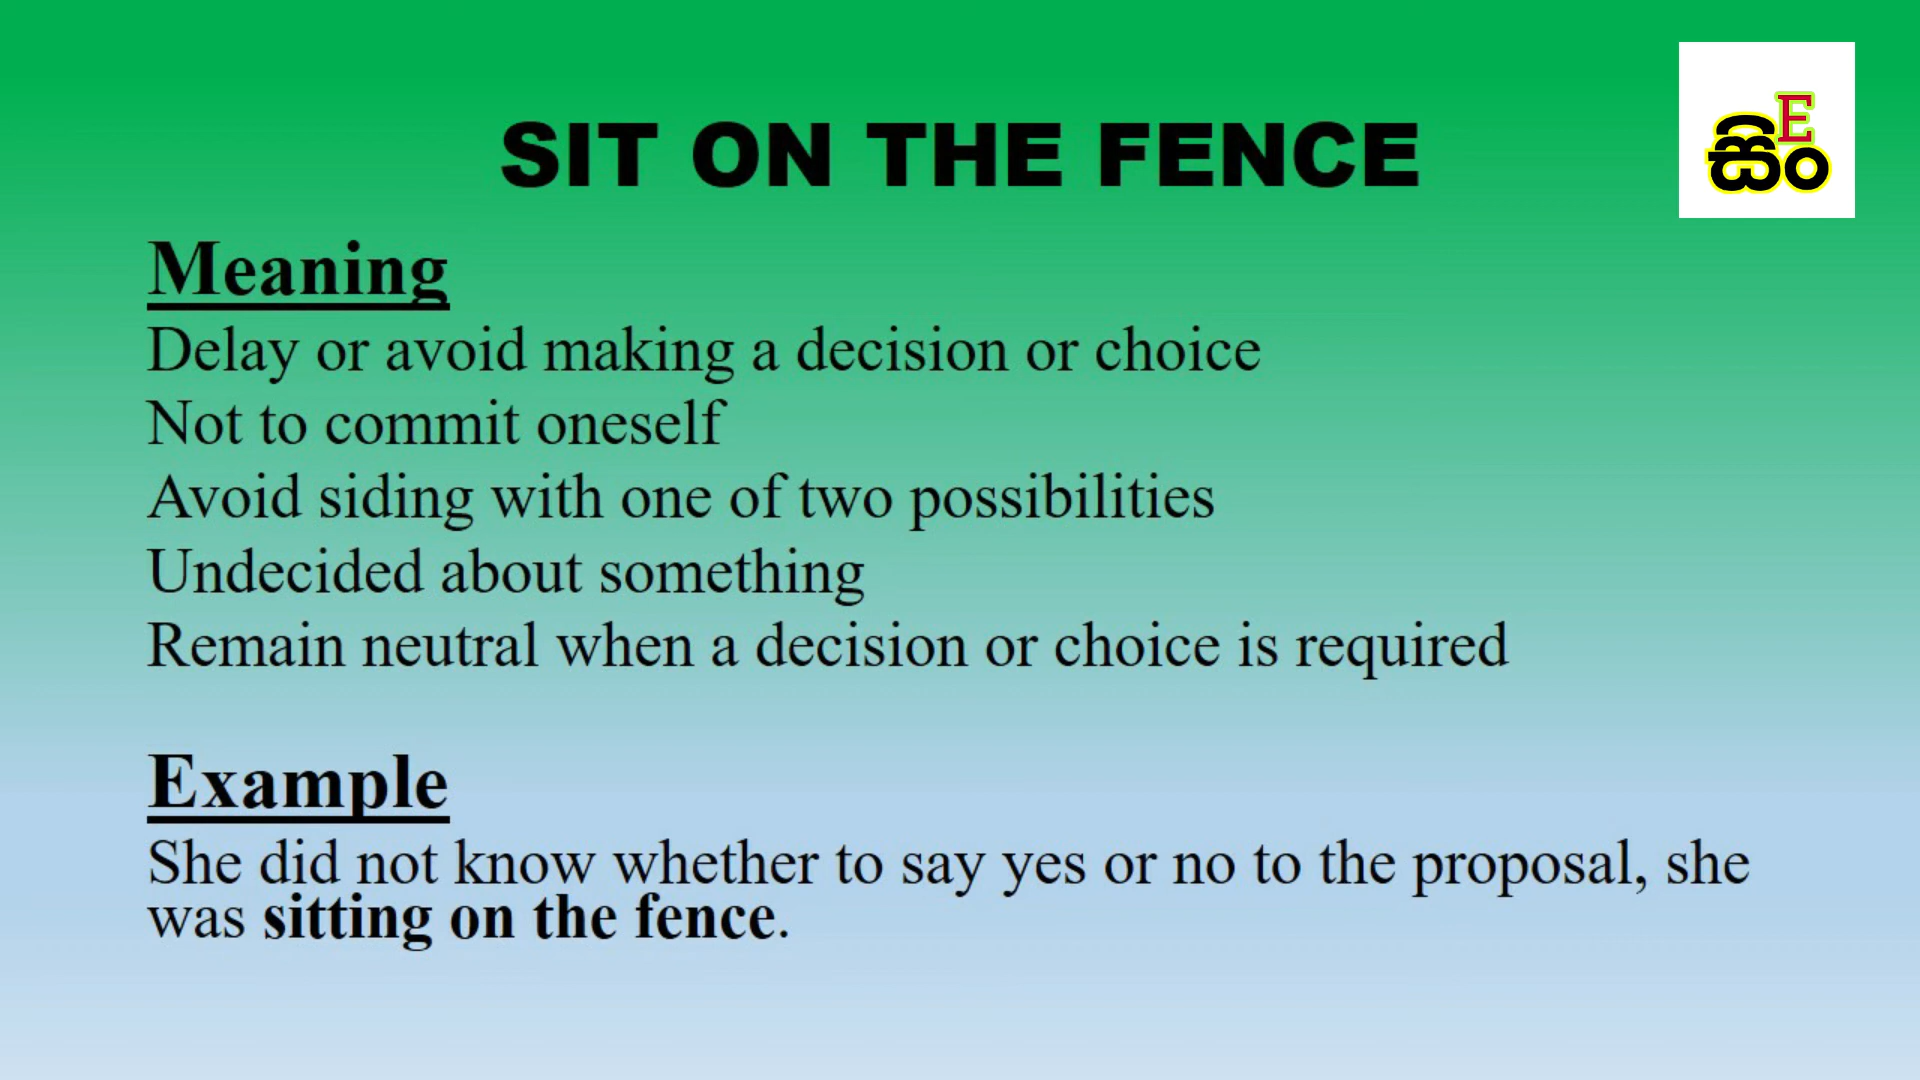 SIT ON THE FENCE
E
සිං
Meaning
Delay or avoid making a decision or choice
Not to commit oneself
Avoid siding with one of two possibilities
Undecided about something
Remain neutral when a decision or choice is required
Example
She did not know whether to say yes or no to the proposal, she
was sitting on the fence.